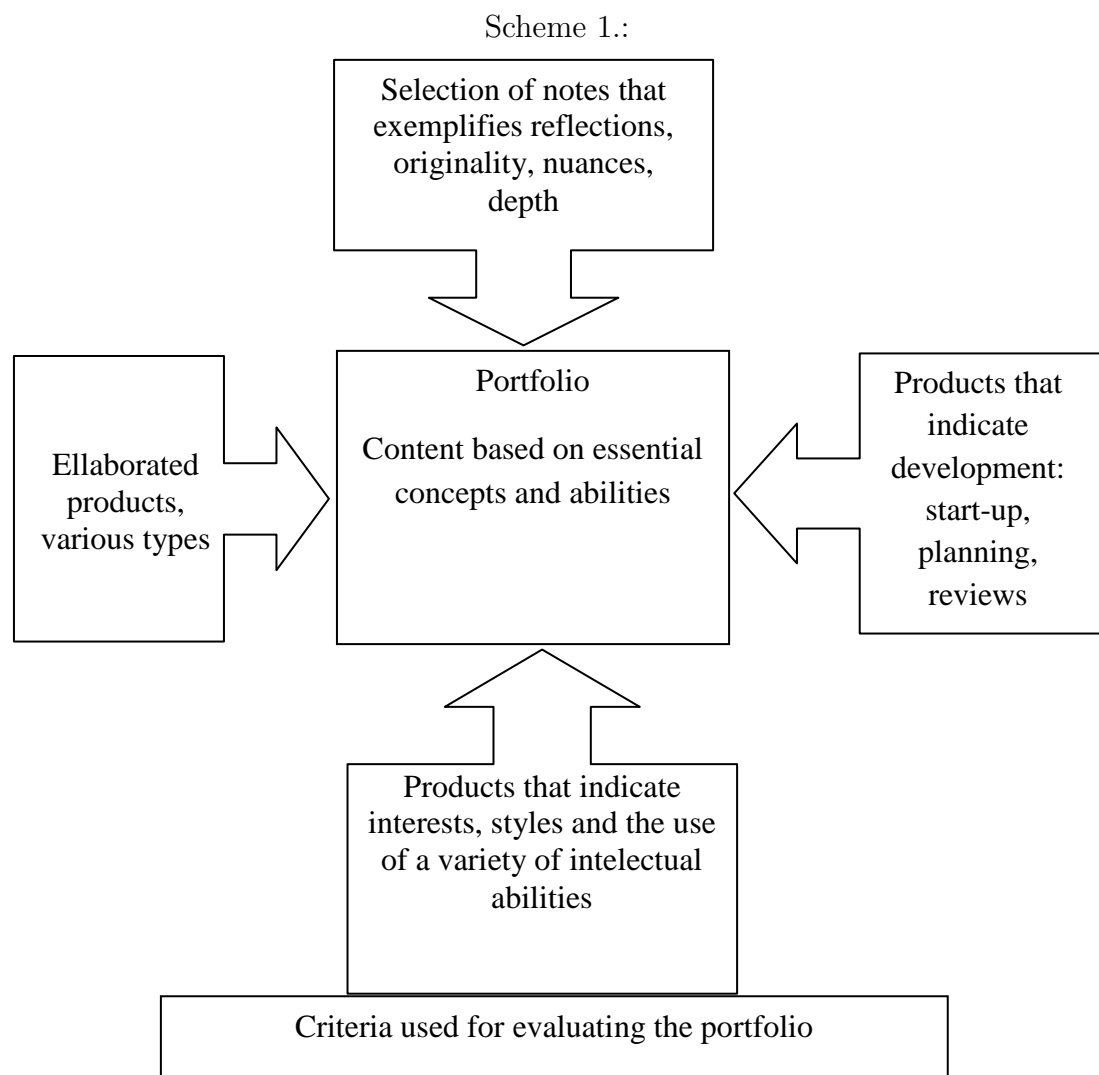 Scheme 1.:
Selection of notes that
exemplifies reflections,
originality, nuances,
depth
Ellaborated
products,
various types
Portfolio
Content based on essential
concepts and abilities
Products that
indicate
development:
start-up,
planning,
reviews
Products that indicate
interests, styles and the use
of a variety of intelectual
abilities
Criteria used for evaluating the portfolio